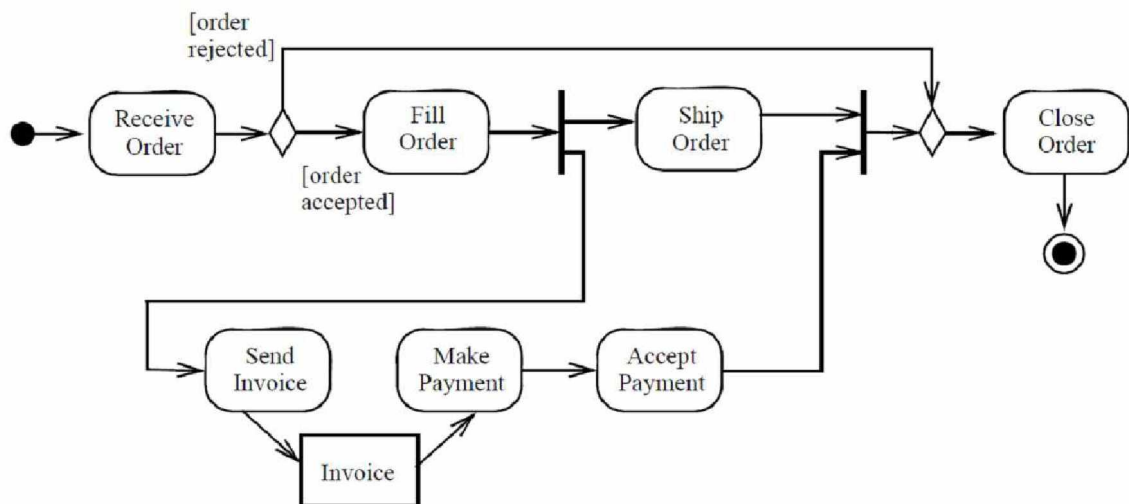 [order
rejected]
Receive
Order
Fill
Order
Ship
Order
Close
Order
[order
accepted]
Send
Invoice
Make
Payment
Accept
Payment
Invoice